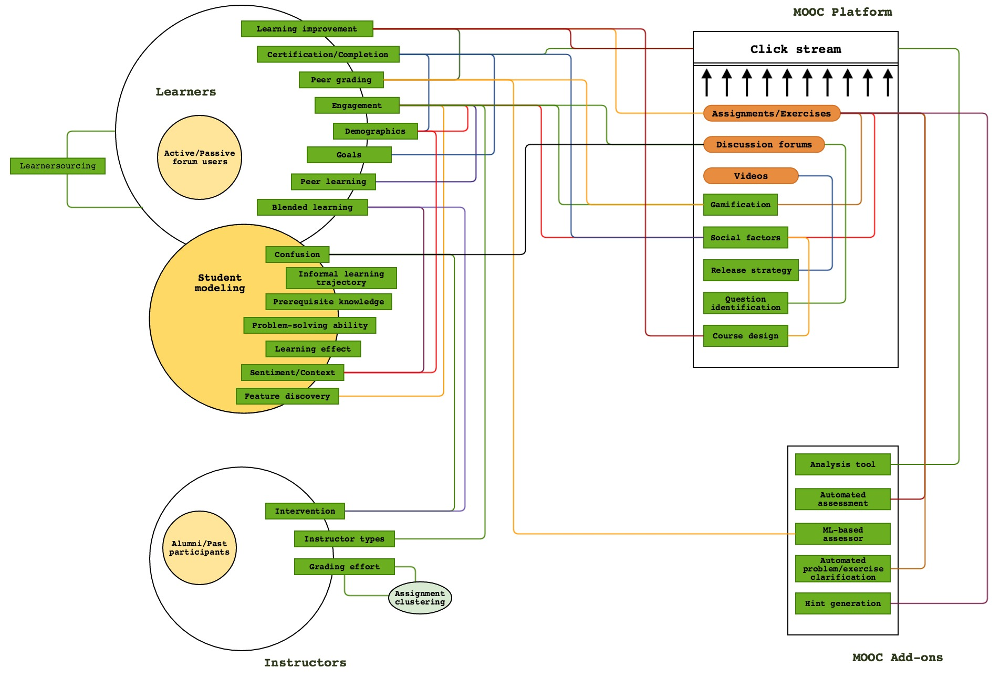 MOOC Platform
Learning improvement
Certification/Completion
Peer grading
Engagement
Demographics
Goals
Peer learning
Blended learning
Learners
Active/Passive
forum users
Learnersourcing
Student
modeling
Confusion
Informal learning
trajectory
Prerequisite knowledge
Problem-solving ability
Learning effect
Sentiment/Context
Feature discovery
Alumni/Past
participants
Intervention
Instructor types
Grading effort
Assignment
clustering
Instructors
Click stream
Assignments/Exercises
Discussion forums
Videos
Gamification
Social factors
Release strategy
Question
identification
Course design
Analysis tool
Automated
assessment
ML-based
assessor
Automated
problem/exercise
clarification
Hint generation
MOOC Add-ons